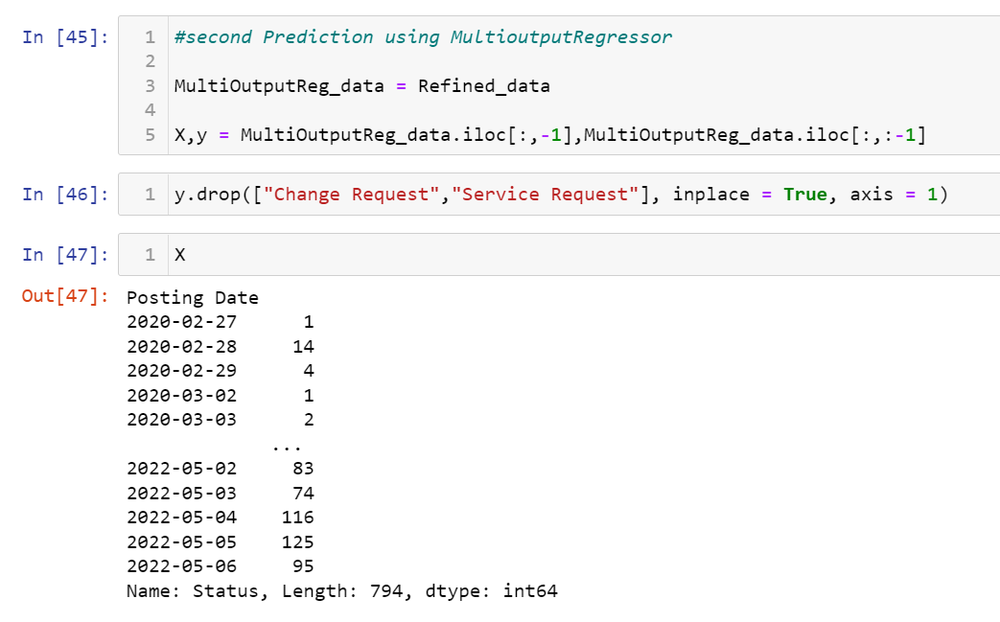 In [45]:
1 #second Prediction using MultioutputRegressor
2
3 MultiOutputReg_data = Refined_data
4
5 X,y = MultiOutputReg_data.iloc[:,-1],MultiOutputReg_data.iloc[:,:-1]
In [46]:
1 y.drop(["Change Request","Service Request"], inplace = True, axis = 1)
In [47]:
1 X
Out[47]:
Posting Date
2020-02-27 1
2020-02-28 14
2020-02-29 4
2020-03-02 1
2020-03-03 2
...
2022-05-02 83
2022-05-03 74
2022-05-04 116
2022-05-05 125
2022-05-06 95
Name: Status, Length: 794, dtype: int64